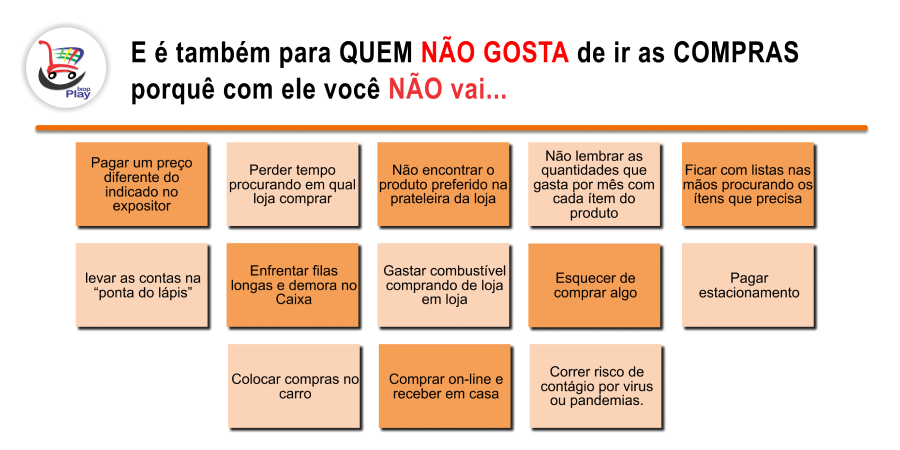 E é também para QUEM NÃO GOSTA de ir as COMPRAS
porquê com ele você NÃO vai...
Play
Pagar um preço
diferente do
indicado no
expositor
Perder tempo
procurando em qual
loja comprar
Não encontrar o
produto preferido na
prateleira da loja
Não lembrar as
quantidades que
gasta por mês com
cada ítem do
produto
Ficar com listas nas
mãos procurando os
ítens que precisa
levar as contas na
“ponta do lápis”
Enfrentar filas
longas e demora no
Caixa
Gastar combustível
comprando de loja
em loja
Esquecer de
comprar algo
Pagar
estacionamento
Colocar compras no
carro
Comprar on-line e
receber em casa
Correr risco de
contágio por virus
ou pandemias.